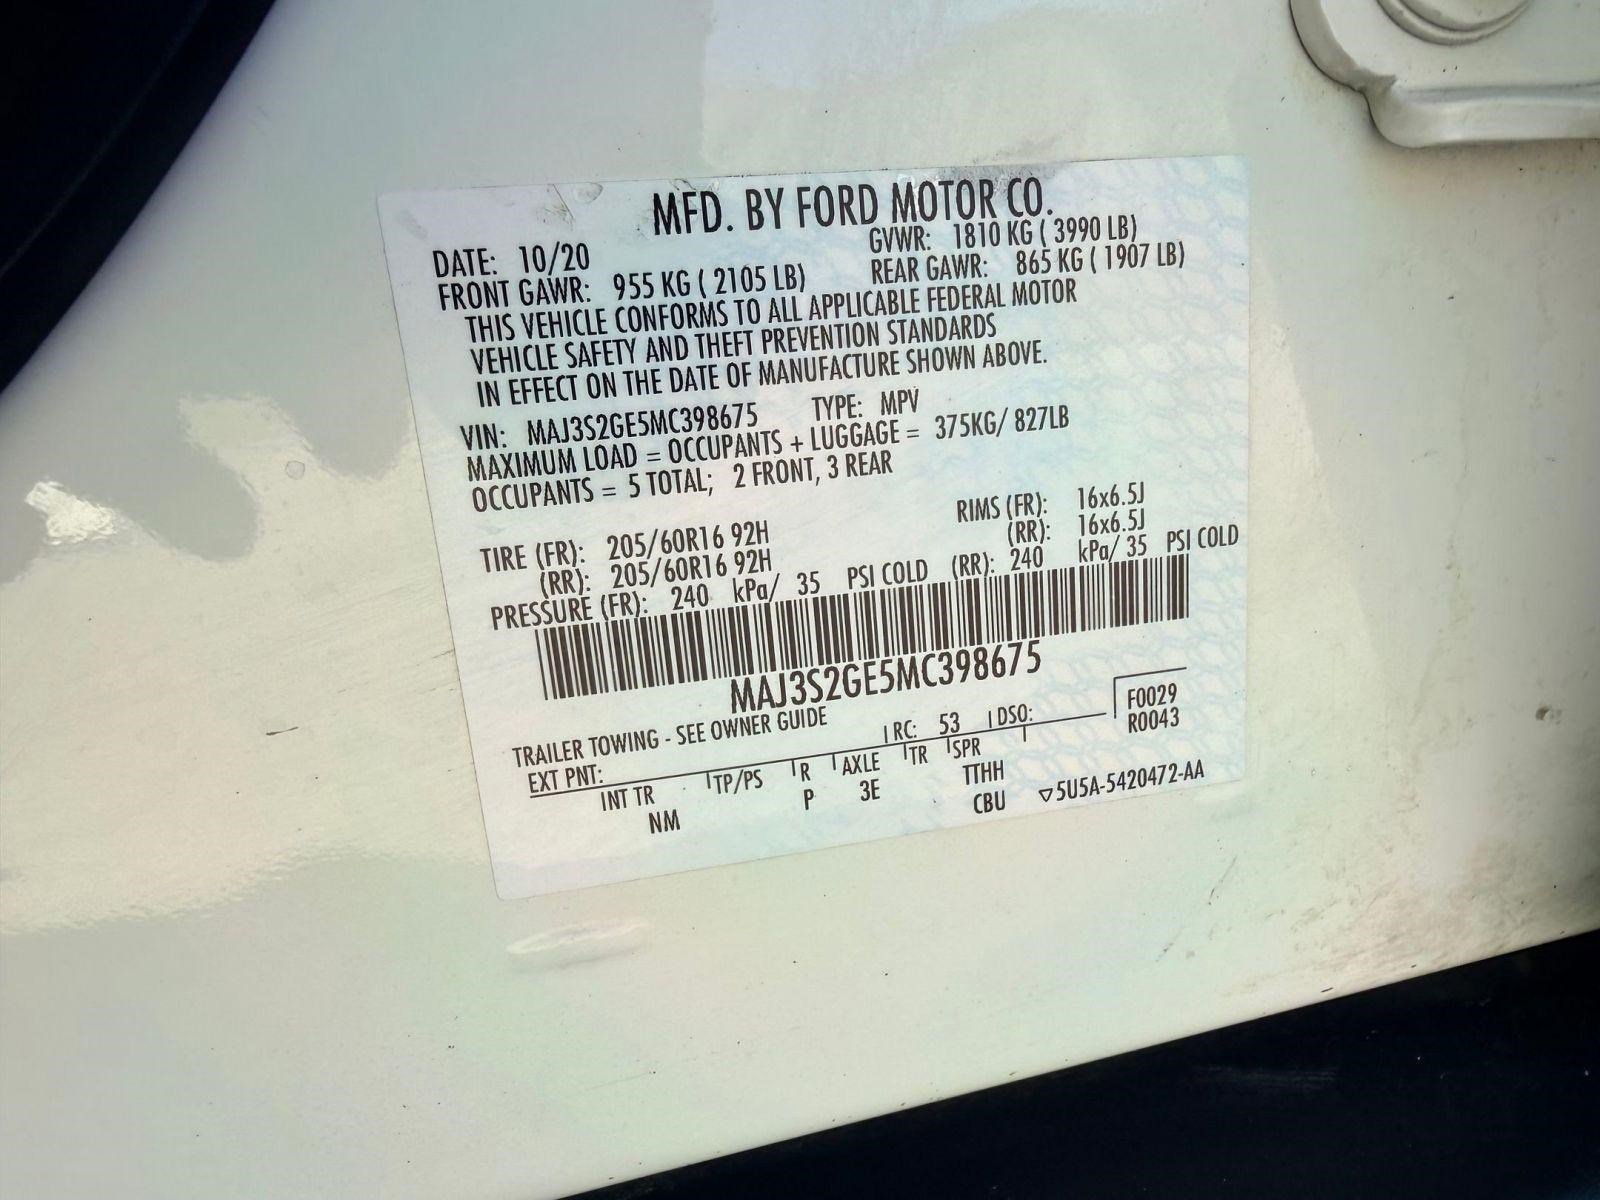 MFD. BY FORD MOTOR CO.
DATE: 10/20 GVWR: 1810 KG ( 3990 LB)
FRONT GAWR: 955 KG ( 2105 LB) REAR GAWR: 865 KG ( 1907 LB)
THIS VEHICLE CONFORMS TO ALL APPLICABLE FEDERAL MOTOR
VEHICLE SAFETY AND THEFT PREVENTION STANDARDS
IN EFFECT ON THE DATE OF MANUFACTURE SHOWN ABOVE.
VIN: MAJ3S2GE5MC398675 TYPE: MPV
MAXIMUM LOAD = OCCUPANTS + LUGGAGE = 375KG/ 827LB
OCCUPANTS = 5 TOTAL; 2 FRONT, 3 REAR
TIRE (FR): 205/60R16 92H RIMS (FR): 16x6.5J
(RR): 205/60R16 92H (RR): 16x6.5J
PRESSURE (FR): 240 kPa/ 35 PSI COLD (RR): 240 kPa/ 35 PSI COLD
MAJ3S2GE5MC398675
TRAILER TOWING - SEE OWNER GUIDE
EXT PNT: RC: 53 DSO: F0029
R0043
INT TR TP/PS R AXLE TR SPR
NM P 3E TTHH
CBU ▽5U5A-5420472-AA